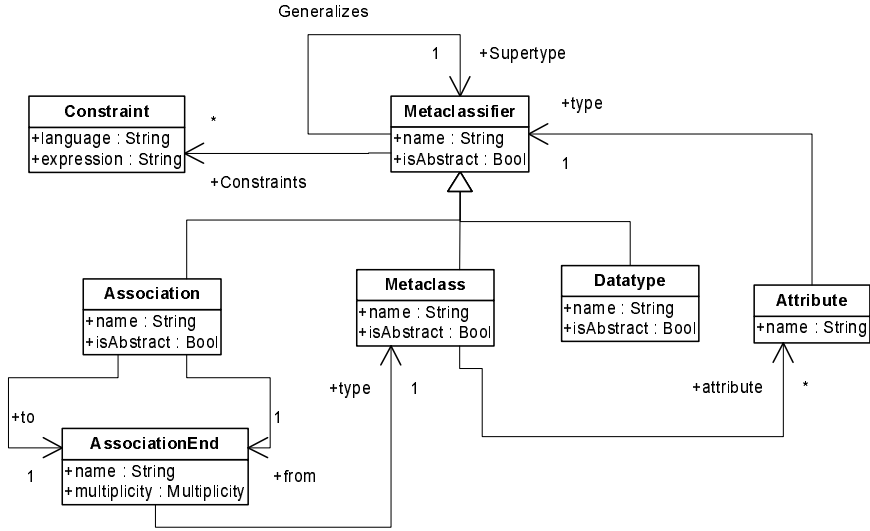 Generalizes
1
+Supertype
Constraint
+language : String
+expression : String
*
+Constraints
Metaclassifier
+name : String
+isAbstract : Bool
+type
1
Association
+name : String
+isAbstract : Bool
Metaclass
+name : String
+isAbstract : Bool
Datatype
+name : String
+isAbstract : Bool
Attribute
+name : String
+to
1
1
+from
+type
1
+attribute
*
AssociationEnd
+name : String
+multiplicity : Multiplicity